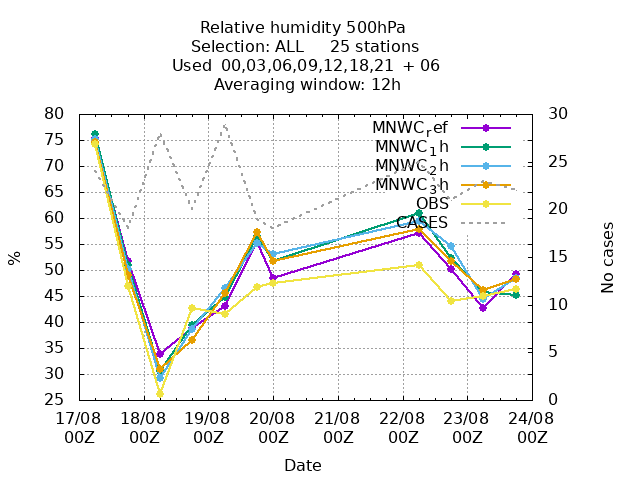 Relative humidity 500hPa
Selection: ALL 25 stations
Used 00,03,06,09,12,18,21 + 06
Averaging window: 12h
80
75
70
65
60
55
50
45
40
35
30
25
%
30
25
20
15
10
5
0
No cases
MNWC_ref
MNWC_1h
MNWC_2h
MNWC_3h
OBS
CASES
17/08 18/08 19/08 20/08 21/08 22/08 23/08 24/08
00Z 00Z 00Z 00Z 00Z 00Z 00Z 00Z
Date